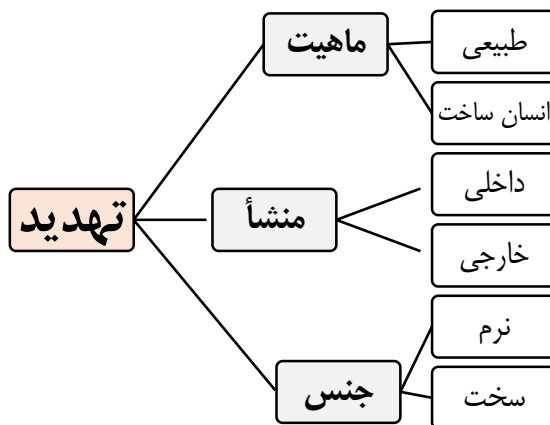 تهدید
ماهیت
طبیعی
انسان ساخت
منشأ
داخلی
خارجی
جنس
نرم
سخت